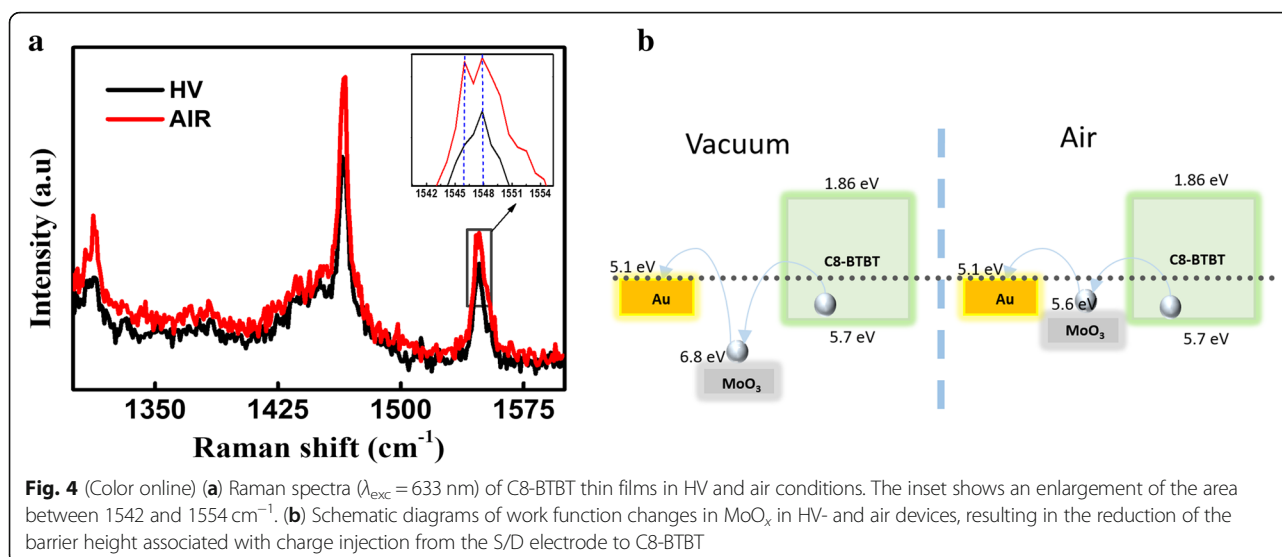 a
HV
AIR
Intensity (a.u)
1542 1545 1548 1551 1554
1350 1425 1500 1575
Raman shift (cm⁻¹)
b
Vacuum
Air
1.86 eV
1.86 eV
C8-BTBT
C8-BTBT
5.1 eV
5.1 eV
Au
Au
5.6 eV
5.7 eV
5.7 eV
MoO₃
6.8 eV
MoO₃
Fig. 4 (Color online) (a) Raman spectra (λexc = 633 nm) of C8-BTBT thin films in HV and air conditions. The inset shows an enlargement of the area
between 1542 and 1554 cm⁻¹. (b) Schematic diagrams of work function changes in MoOₓ in HV- and air devices, resulting in the reduction of the
barrier height associated with charge injection from the S/D electrode to C8-BTBT